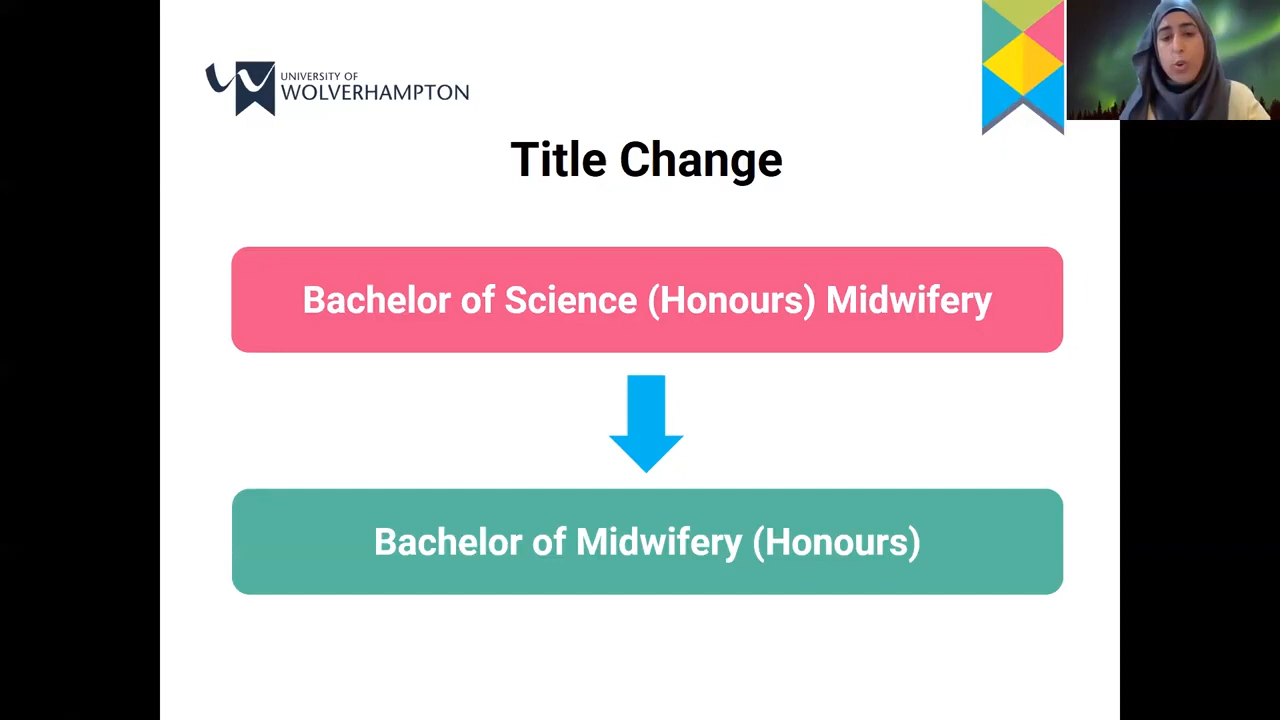 UNIVERSITY OF
WOLVERHAMPTON
Title Change
Bachelor of Science (Honours) Midwifery
Bachelor of Midwifery (Honours)